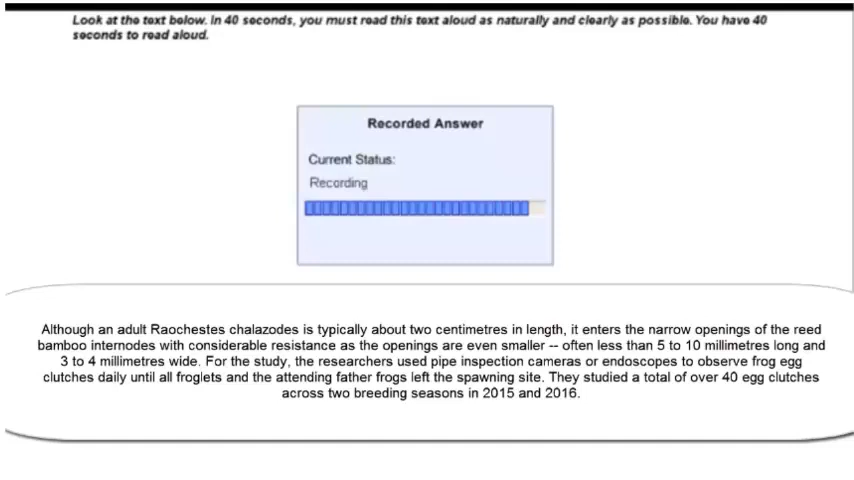 Look at the text below. In 40 seconds, you must read this text aloud as naturally and clearly as possible. You have 40
seconds to read aloud.
Recorded Answer
Current Status:
Recording
Although an adult Raochestes chalazodes is typically about two centimetres in length, it enters the narrow openings of the reed
bamboo internodes with considerable resistance as the openings are even smaller -- often less than 5 to 10 millimetres long and
3 to 4 millimetres wide. For the study, the researchers used pipe inspection cameras or endoscopes to observe frog egg
clutches daily until all froglets and the attending father frogs left the spawning site. They studied a total of over 40 egg clutches
across two breeding seasons in 2015 and 2016.